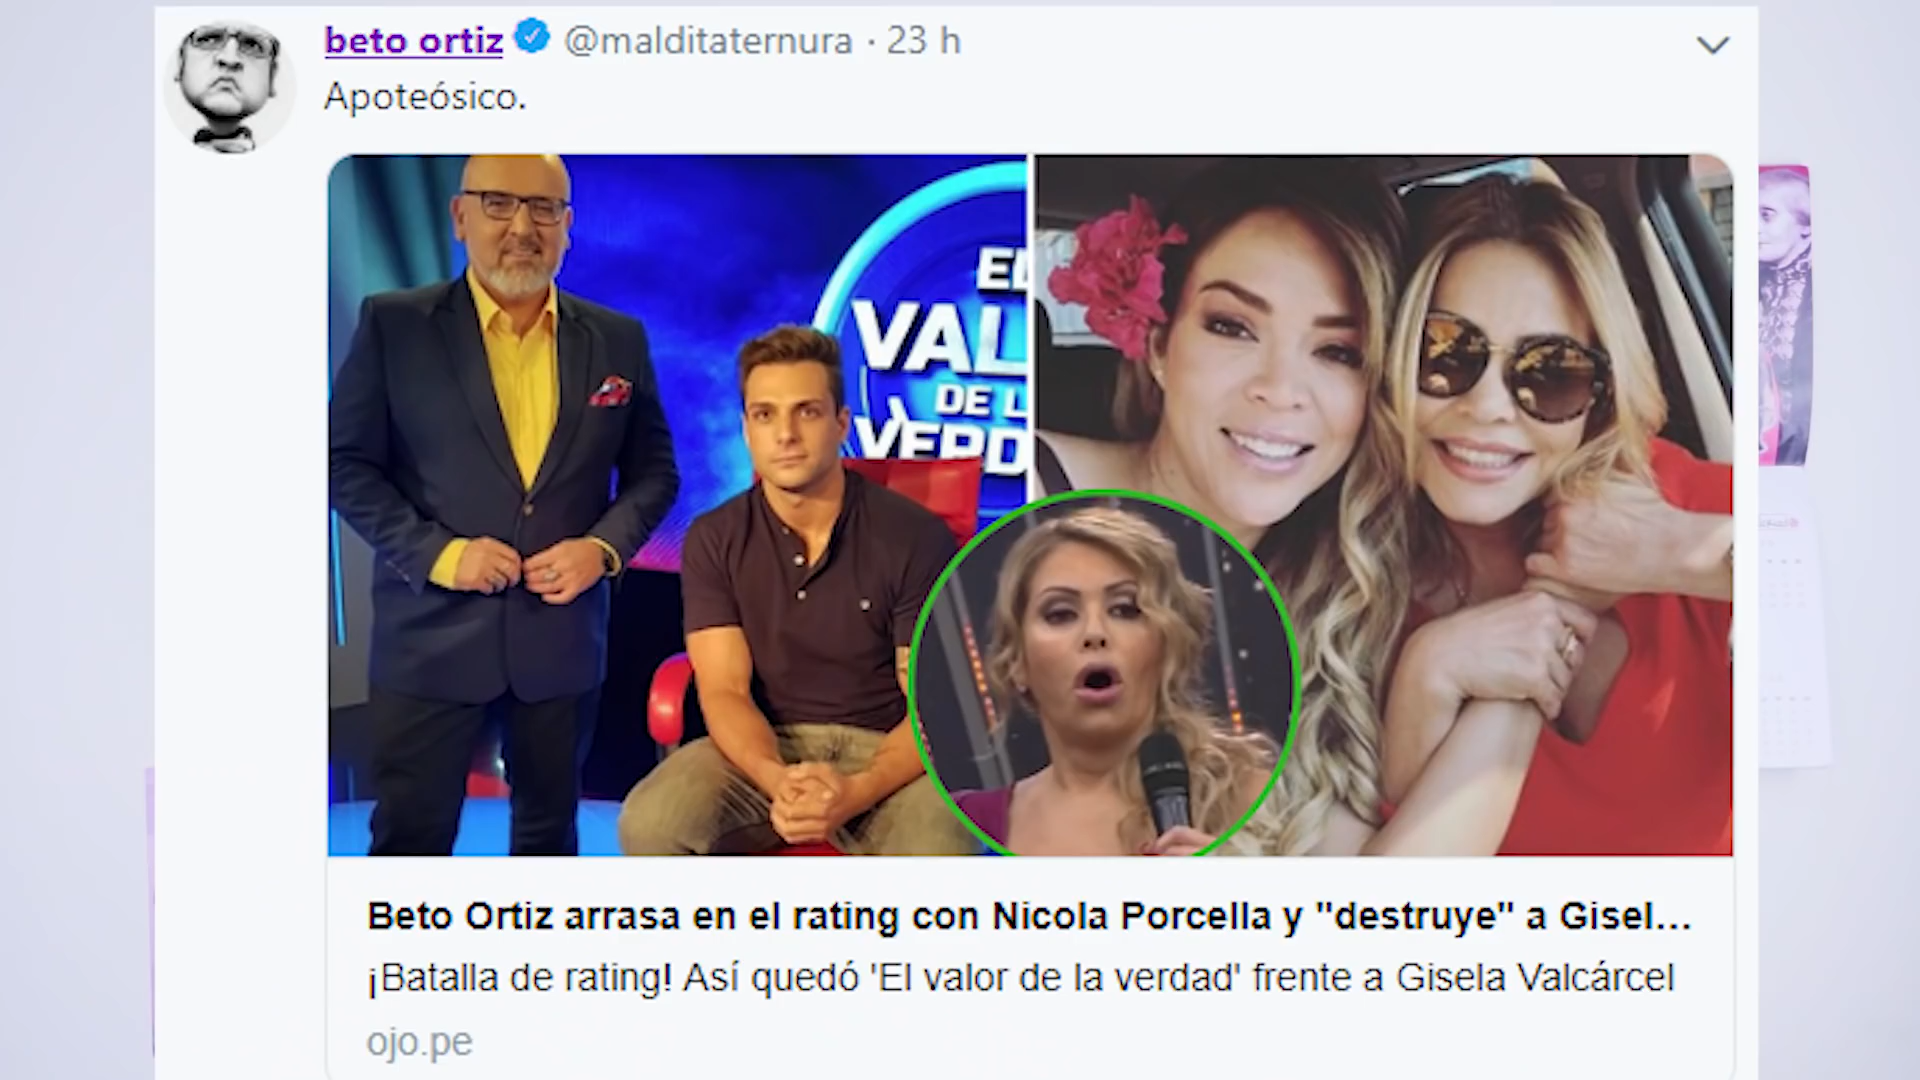 beto ortiz @malditaternura · 23 h
Apoteósico.
EL
VAL
DE L
VERD
Beto Ortiz arrasa en el rating con Nicola Porcella y "destruye" a Gisel...
¡Batalla de rating! Así quedó 'El valor de la verdad' frente a Gisela Valcárcel
ojo.pe